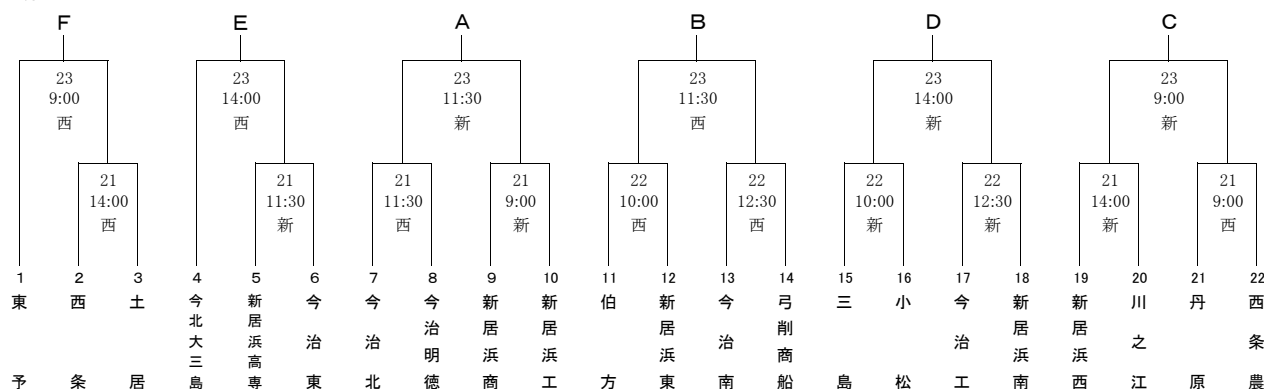 F E A B D C
23 23 23 23 23 23
9:00 14:00 11:30 11:30 14:00 9:00
西 西 新 西 新 新
21 21 21 21 22 22 22 22 21 21
14:00 11:30 11:30 9:00 10:00 12:30 10:00 12:30 14:00 9:00
西 新 西 新 西 西 新 新 新 西
1 2 3 4 5 6 7 8 9 10 11 12 13 14 15 16 17 18 19 20 21 22
東予
西条
土居
今北大三島
新居浜高専
今治東
今治北
今治明徳
新居浜商
新居浜工
伯方
新居浜東
今治南
弓削商船
三島
小松
今治工
新居浜南
新居浜西
川之江
丹原
西条農